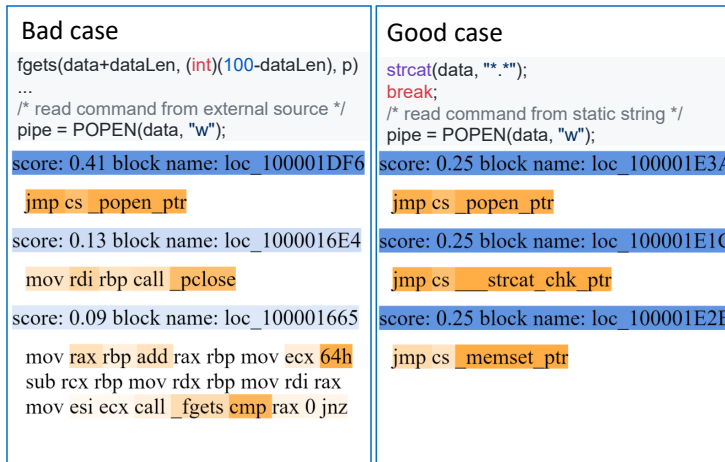 Bad case
fgets(data+dataLen, (int)(100-dataLen), p)
...
/* read command from external source */
pipe = POPEN(data, "w");
score: 0.41 block name: loc_100001DF6
jmp cs _popen_ptr
score: 0.13 block name: loc_1000016E4
mov rdi rbp call _pclose
score: 0.09 block name: loc_100001665
mov rax rbp add rax rbp mov ecx 64h
sub rcx rbp mov rdx rbp mov rdi rax
mov esi ecx call _fgets cmp rax 0 jnz
Good case
strcat(data, "*.*");
break;
/* read command from static string */
pipe = POPEN(data, "w");
score: 0.25 block name: loc_100001E3A
jmp cs _popen_ptr
score: 0.25 block name: loc_100001E1C
jmp cs ___strcat_chk_ptr
score: 0.25 block name: loc_100001E2E
jmp cs _memset_ptr